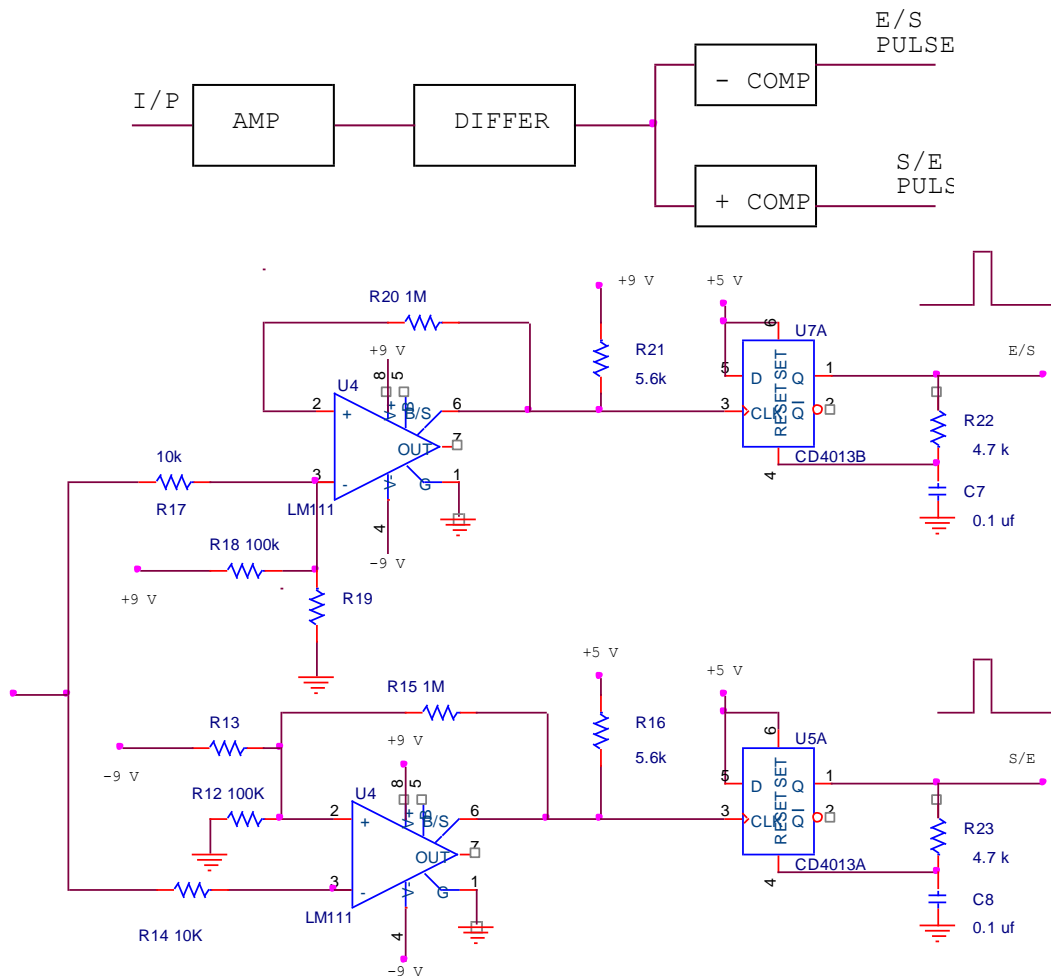 E/S
PULSE
- COMP
I/P
AMP
DIFFER
S/E
PULS
+ COMP
+9 V
+5 V
R20 1M
6
U7A
E/S
+9 V
R21
5.6k
5
D
Q
1
SET
8
5
U4
2
+
V+
B
B/S
6
3
CLK
QI
2
RESET
R22
4.7 k
OUT
7
10k
3
-
V-
G
1
4
CD4013B
R17
LM111
C7
0.1 uf
4
R18 100k
-9 V
+9 V
R19
+5 V
+5 V
R15 1M
R13
+9 V
R16
5.6k
6
U5A
S/E
-9 V
8
5
5
D
Q
1
SET
R12 100K
U4
2
+
V+
B
B/S
6
3
CLK
QI
2
RESET
R23
4.7 k
OUT
7
CD4013A
4
3
-
V-
G
1
LM111
C8
0.1 uf
R14 10K
4
-9 V